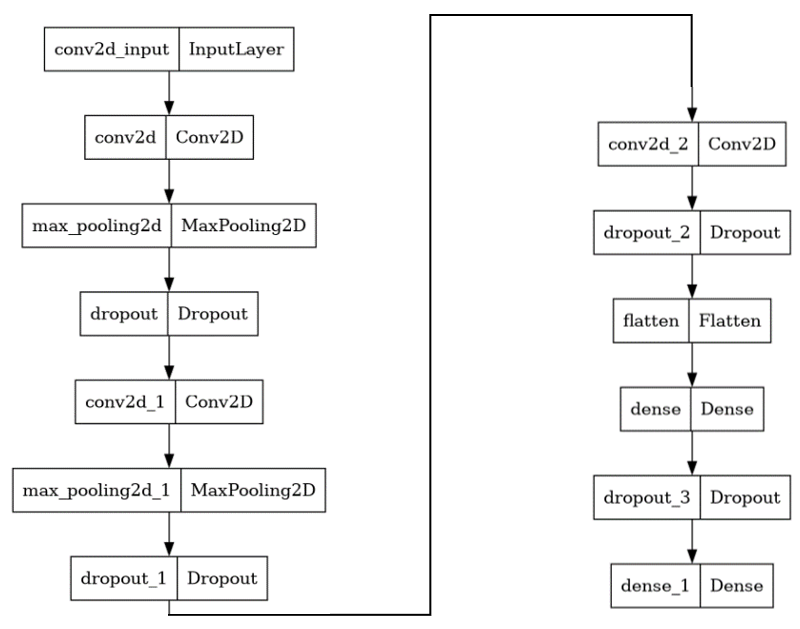 conv2d_input InputLayer
conv2d Conv2D
max_pooling2d MaxPooling2D
dropout Dropout
conv2d_1 Conv2D
max_pooling2d_1 MaxPooling2D
dropout_1 Dropout
conv2d_2 Conv2D
dropout_2 Dropout
flatten Flatten
dense Dense
dropout_3 Dropout
dense_1 Dense